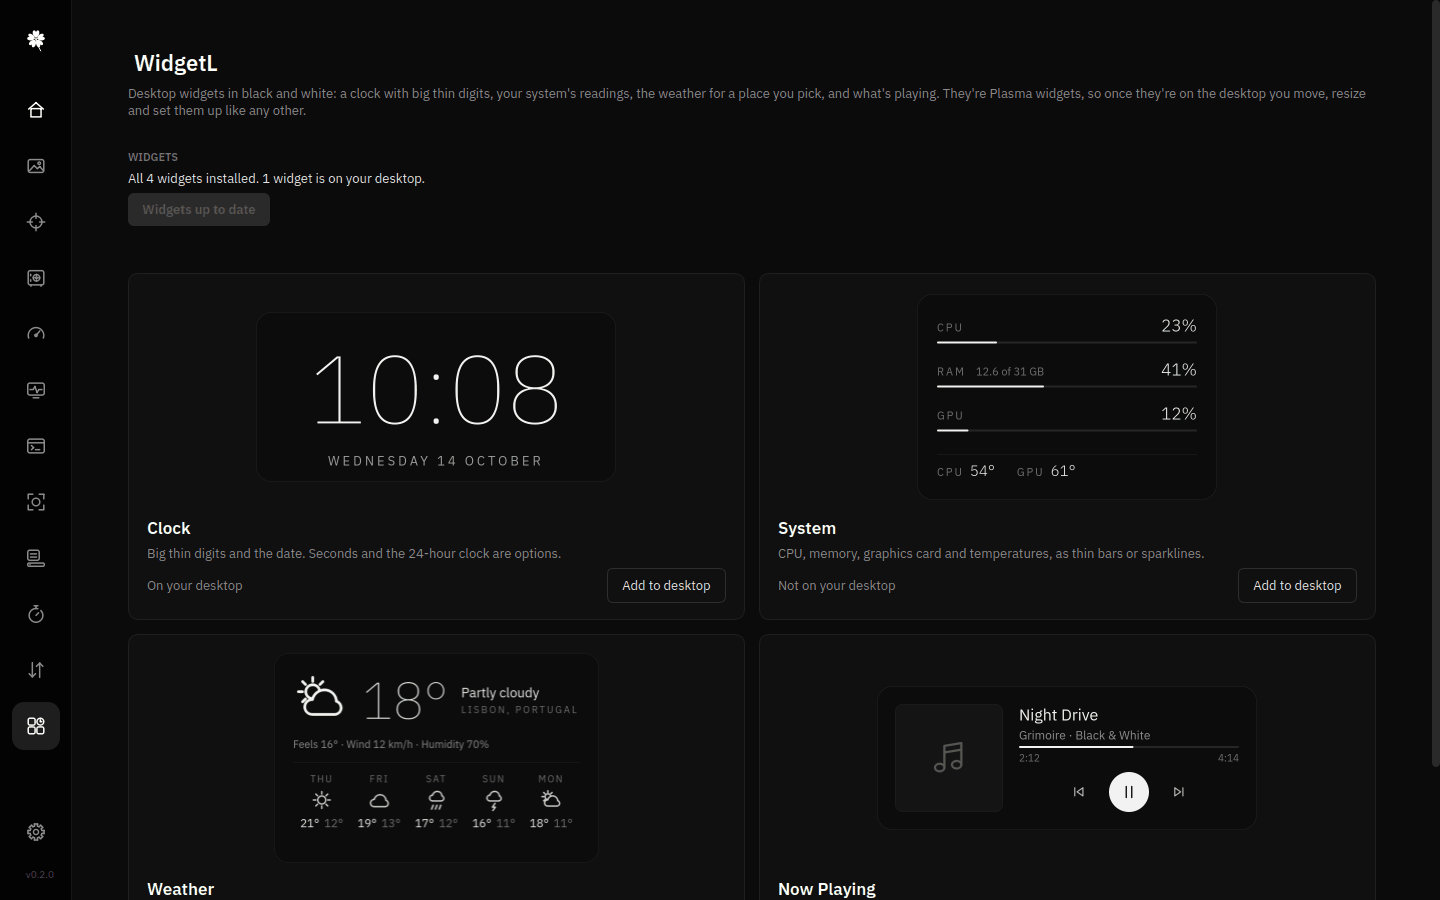 WidgetL
Desktop widgets in black and white: a clock with big thin digits, your system's readings, the weather for a place you pick, and what's playing. They're Plasma widgets, so once they're on the desktop you move, resize
and set them up like any other.
WIDGETS
All 4 widgets installed. 1 widget is on your desktop.
Widgets up to date
10:08
WEDNESDAY 14 OCTOBER
Clock
Big thin digits and the date. Seconds and the 24-hour clock are options.
On your desktop
Add to desktop
CPU 23%
RAM 12.6 of 31 GB 41%
GPU 12%
CPU 54° GPU 61°
System
CPU, memory, graphics card and temperatures, as thin bars or sparklines.
Not on your desktop
Add to desktop
18°
Partly cloudy
LISBON, PORTUGAL
Feels 16° · Wind 12 km/h · Humidity 70%
THU FRI SAT SUN MON
21° 12° 19° 13° 17° 12° 16° 11° 18° 11°
Weather
Night Drive
Grimoire · Black & White
2:12 4:14
Now Playing
v0.2.0